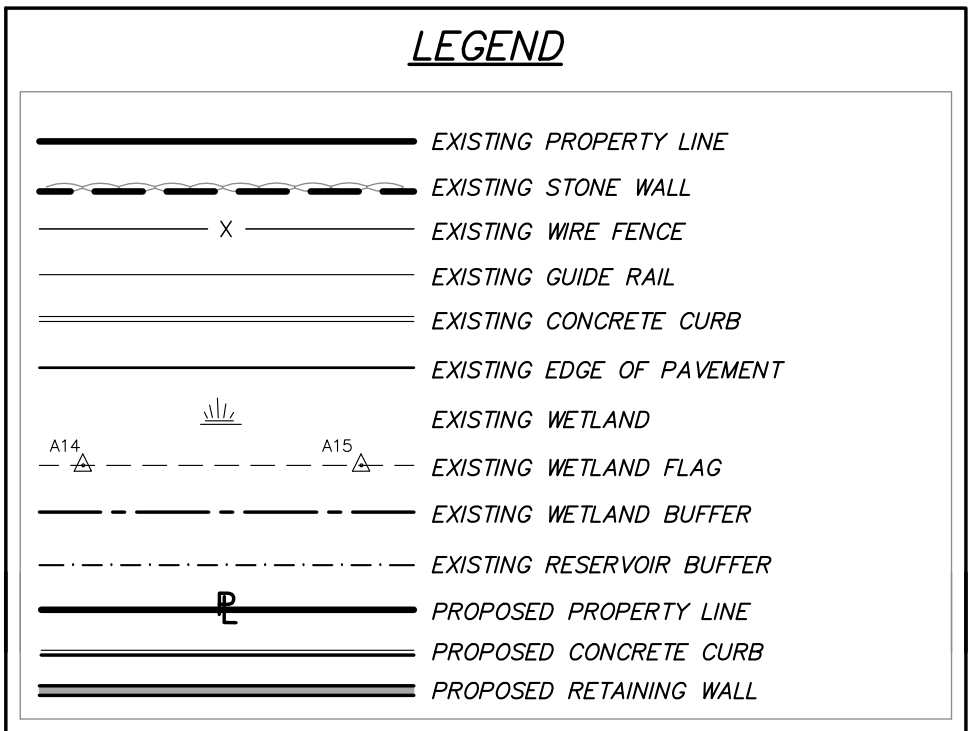 LEGEND
EXISTING PROPERTY LINE
EXISTING STONE WALL
X EXISTING WIRE FENCE
EXISTING GUIDE RAIL
EXISTING CONCRETE CURB
EXISTING EDGE OF PAVEMENT
EXISTING WETLAND
A14 A15
EXISTING WETLAND FLAG
EXISTING WETLAND BUFFER
EXISTING RESERVOIR BUFFER
PL PROPOSED PROPERTY LINE
PROPOSED CONCRETE CURB
PROPOSED RETAINING WALL